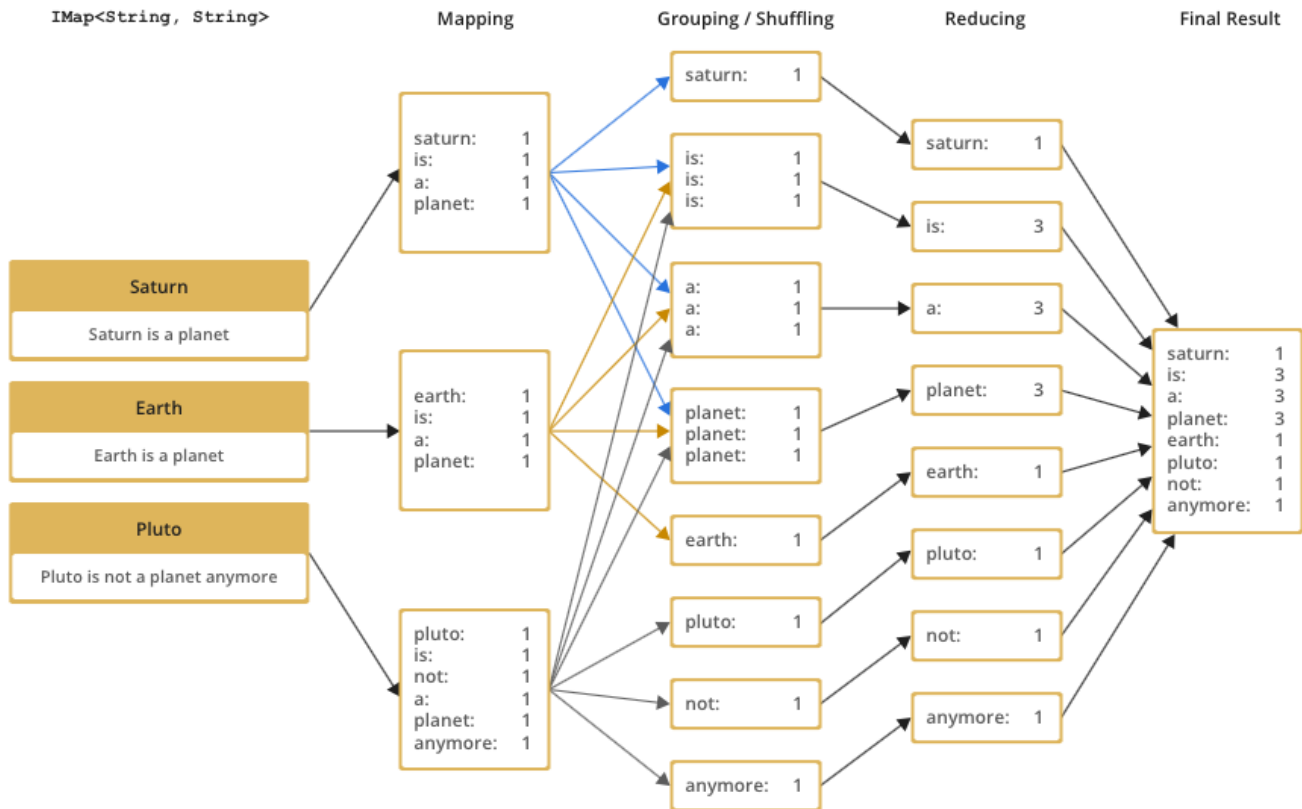 IMap<String, String>
Mapping
Grouping / Shuffling
Reducing
Final Result
Saturn
Saturn is a planet
Earth
Earth is a planet
Pluto
Pluto is not a planet anymore
saturn: 1
is: 1
a: 1
planet: 1
earth: 1
is: 1
a: 1
planet: 1
pluto: 1
is: 1
not: 1
a: 1
planet: 1
anymore: 1
saturn: 1
is: 1
is: 1
is: 1
a: 1
a: 1
a: 1
planet: 1
planet: 1
planet: 1
earth: 1
pluto: 1
not: 1
anymore: 1
saturn: 1
is: 3
a: 3
planet: 3
earth: 1
pluto: 1
not: 1
anymore: 1
saturn: 1
is: 3
a: 3
planet: 3
earth: 1
pluto: 1
not: 1
anymore: 1